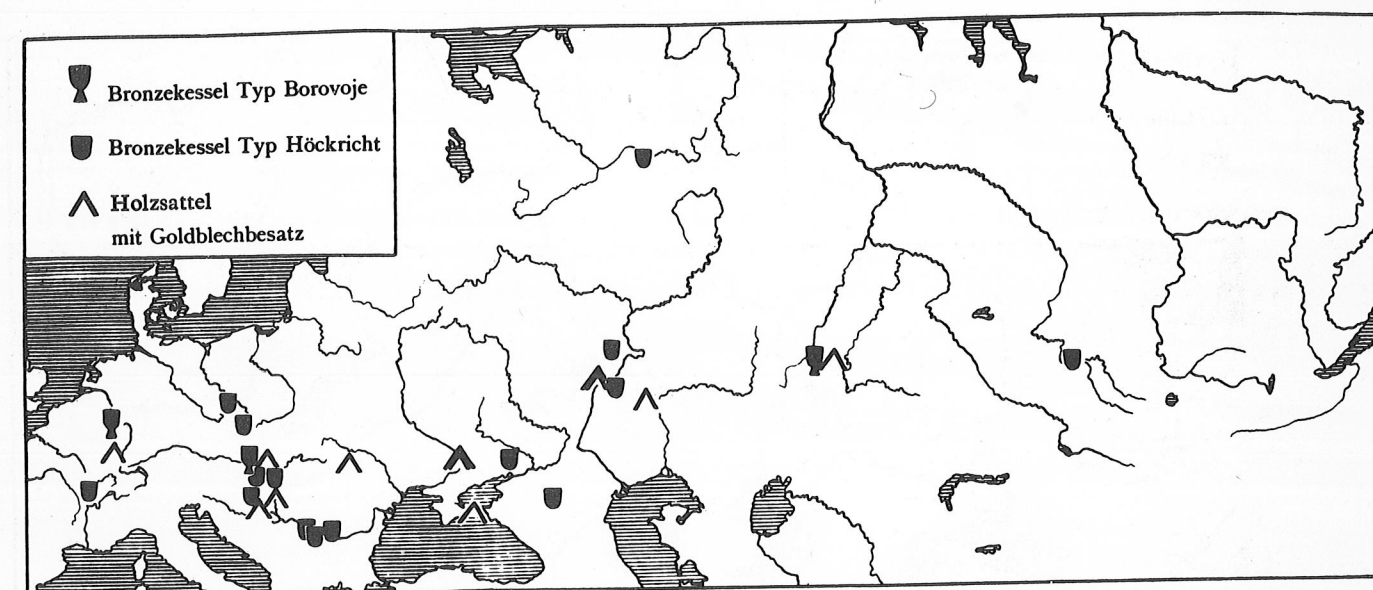 Bronzekessel Typ Borovoje
Bronzekessel Typ Höckricht
Holzsattel
mit Goldblechbesatz